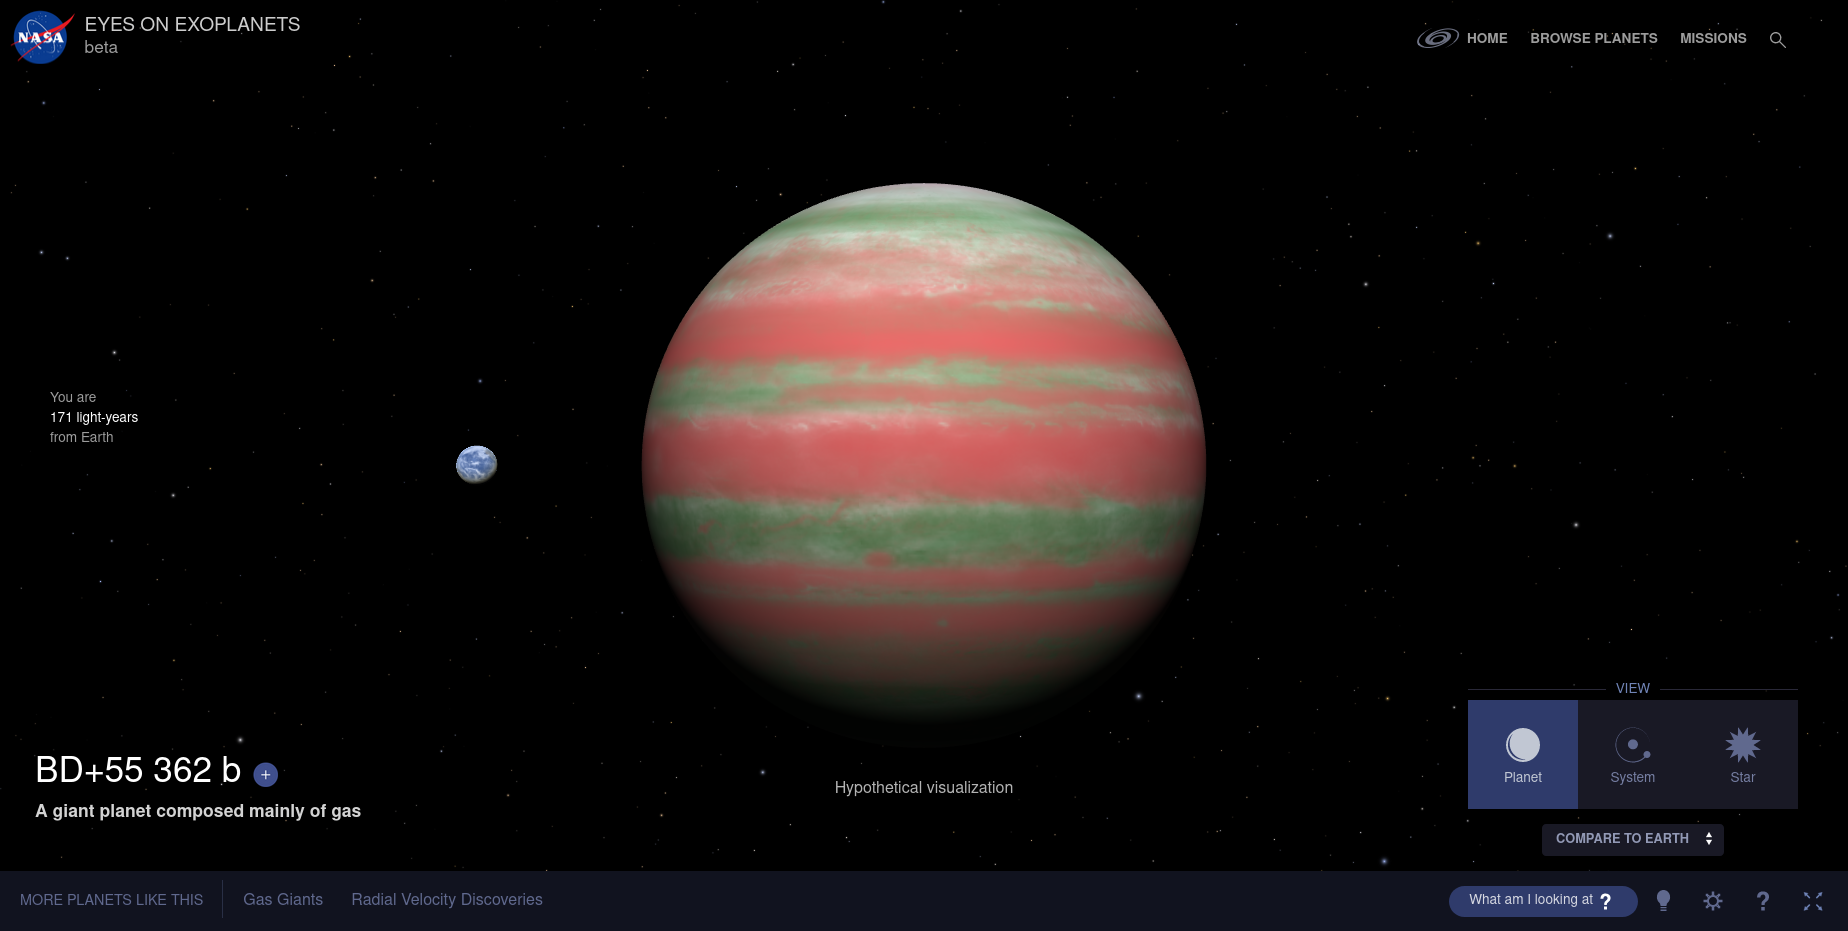 NASA
EYES ON EXOPLANETS
beta
HOME
BROWSE PLANETS
MISSIONS
You are
171 light-years
from Earth
BD+55 362 b +
A giant planet composed mainly of gas
Hypothetical visualization
VIEW
Planet
System
Star
COMPARE TO EARTH
MORE PLANETS LIKE THIS
Gas Giants
Radial Velocity Discoveries
What am I looking at ?
?